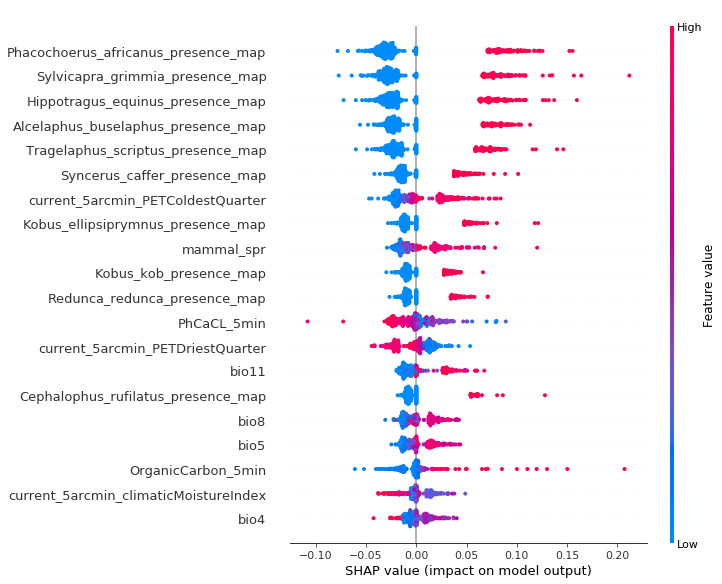 High
Phacochoerus_africanus_presence_map
Sylvicapra_grimmia_presence_map
Hippotragus_equinus_presence_map
Alcelaphus_buselaphus_presence_map
Tragelaphus_scriptus_presence_map
Syncerus_caffer_presence_map
current_5arcmin_PETColdestQuarter
Kobus_ellipsiprymnus_presence_map
mammal_spr
Kobus_kob_presence_map
Redunca_redunca_presence_map
PhCaCL_5min
current_5arcmin_PETDriestQuarter
bio11
Cephalophus_rufilatus_presence_map
bio8
bio5
OrganicCarbon_5min
current_5arcmin_climaticMoistureIndex
bio4
Feature value
Low
−0.10 −0.05 0.00 0.05 0.10 0.15 0.20
SHAP value (impact on model output)